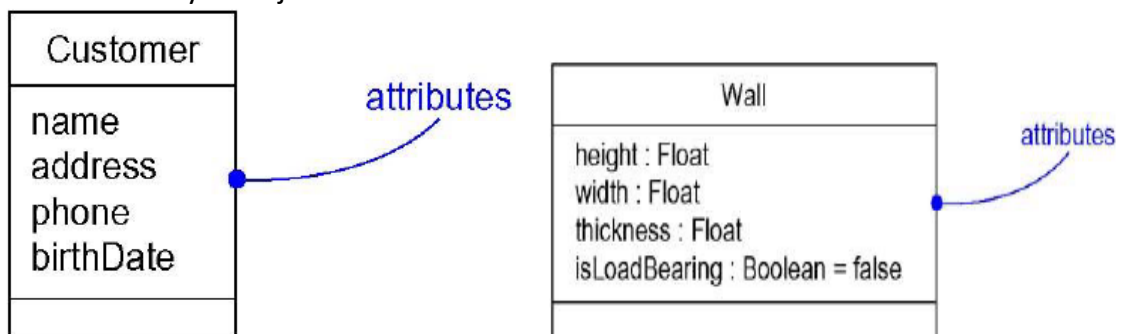 Customer
name
address
phone
birthDate
attributes
Wall
height : Float
width : Float
thickness : Float
isLoadBearing : Boolean = false
attributes